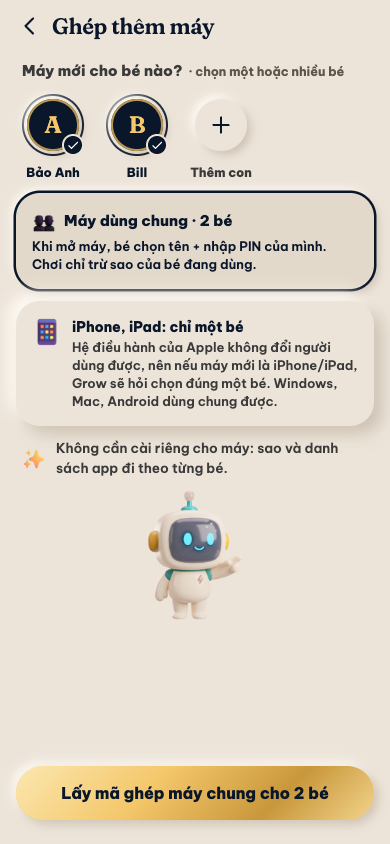 Ghép thêm máy
Máy mới cho bé nào? · chọn một hoặc nhiều bé
A B
Bảo Anh Bill Thêm con
Máy dùng chung · 2 bé
Khi mở máy, bé chọn tên + nhập PIN của mình.
Chơi chỉ trừ sao của bé đang dùng.
iPhone, iPad: chỉ một bé
Hệ điều hành của Apple không đổi người
dùng được, nên nếu máy mới là iPhone/iPad,
Grow sẽ hỏi chọn đúng một bé. Windows,
Mac, Android dùng chung được.
Không cần cài riêng cho máy: sao và danh
sách app đi theo từng bé.
Lấy mã ghép máy chung cho 2 bé